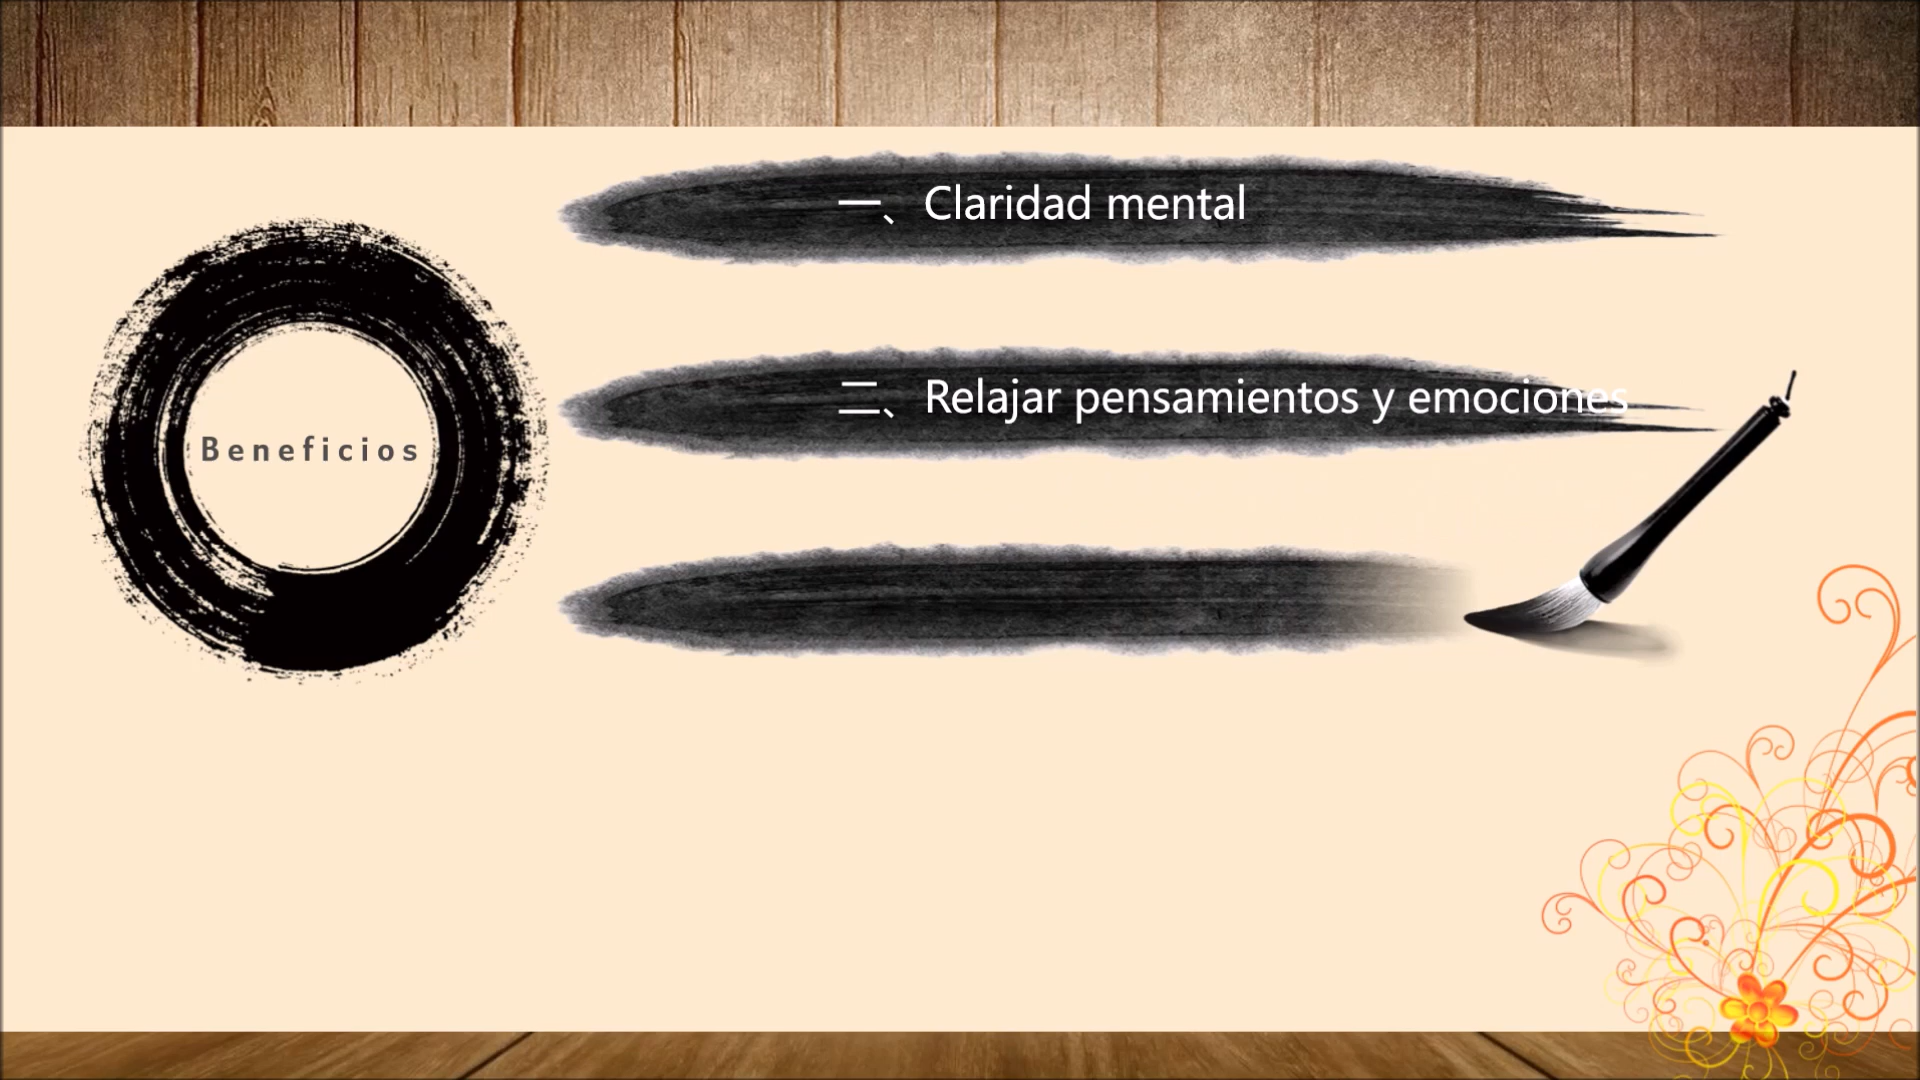 一、Claridad mental
Beneficios
二、Relajar pensamientos y emociones